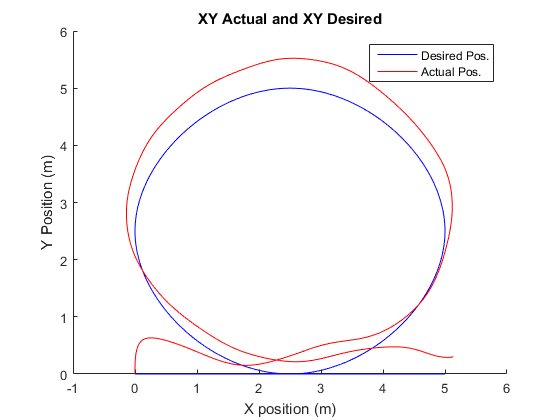 XY Actual and XY Desired
Desired Pos.
Actual Pos.
6
5
4
3
2
1
0
Y Position (m)
-1 0 1 2 3 4 5 6
X position (m)